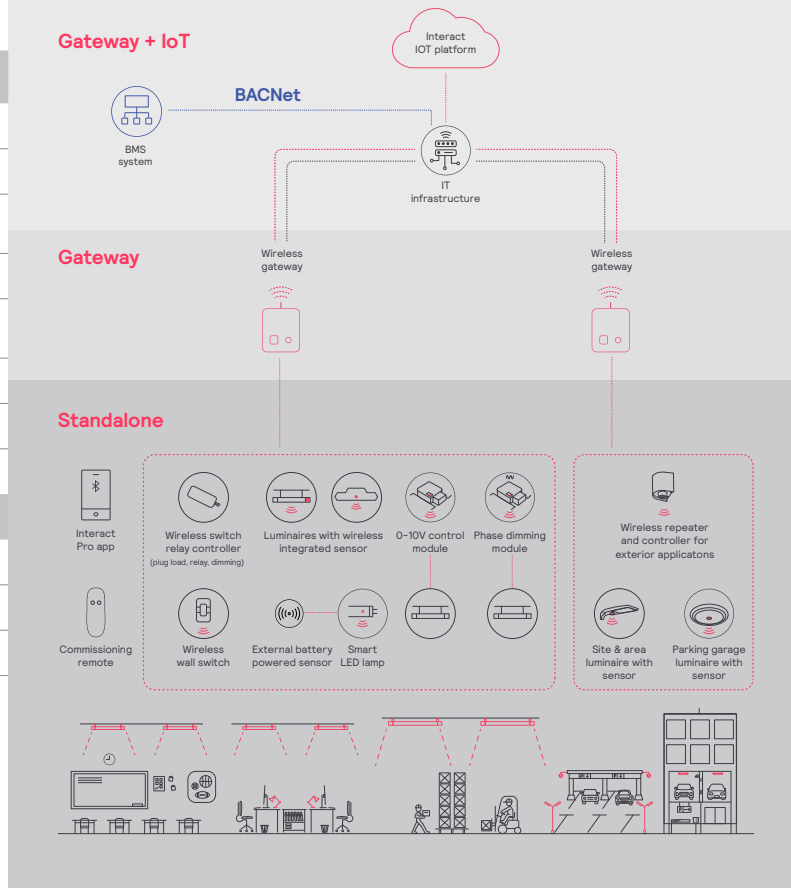 Gateway + IoT
Interact
IOT platform
BACNet
BMS
system
IT
infrastructure
Gateway
Wireless
gateway
Wireless
gateway
Standalone
Interact
Pro app
Wireless switch
relay controller
(plug load, relay, dimming)
Luminaires with wireless
integrated sensor
0–10V control
module
Phase dimming
module
Wireless repeater
and controller for
exterior applicatons
Commissioning
remote
Wireless
wall switch
External battery
powered sensor
Smart
LED lamp
Site & area
luminaire with
sensor
Parking garage
luminaire with
sensor